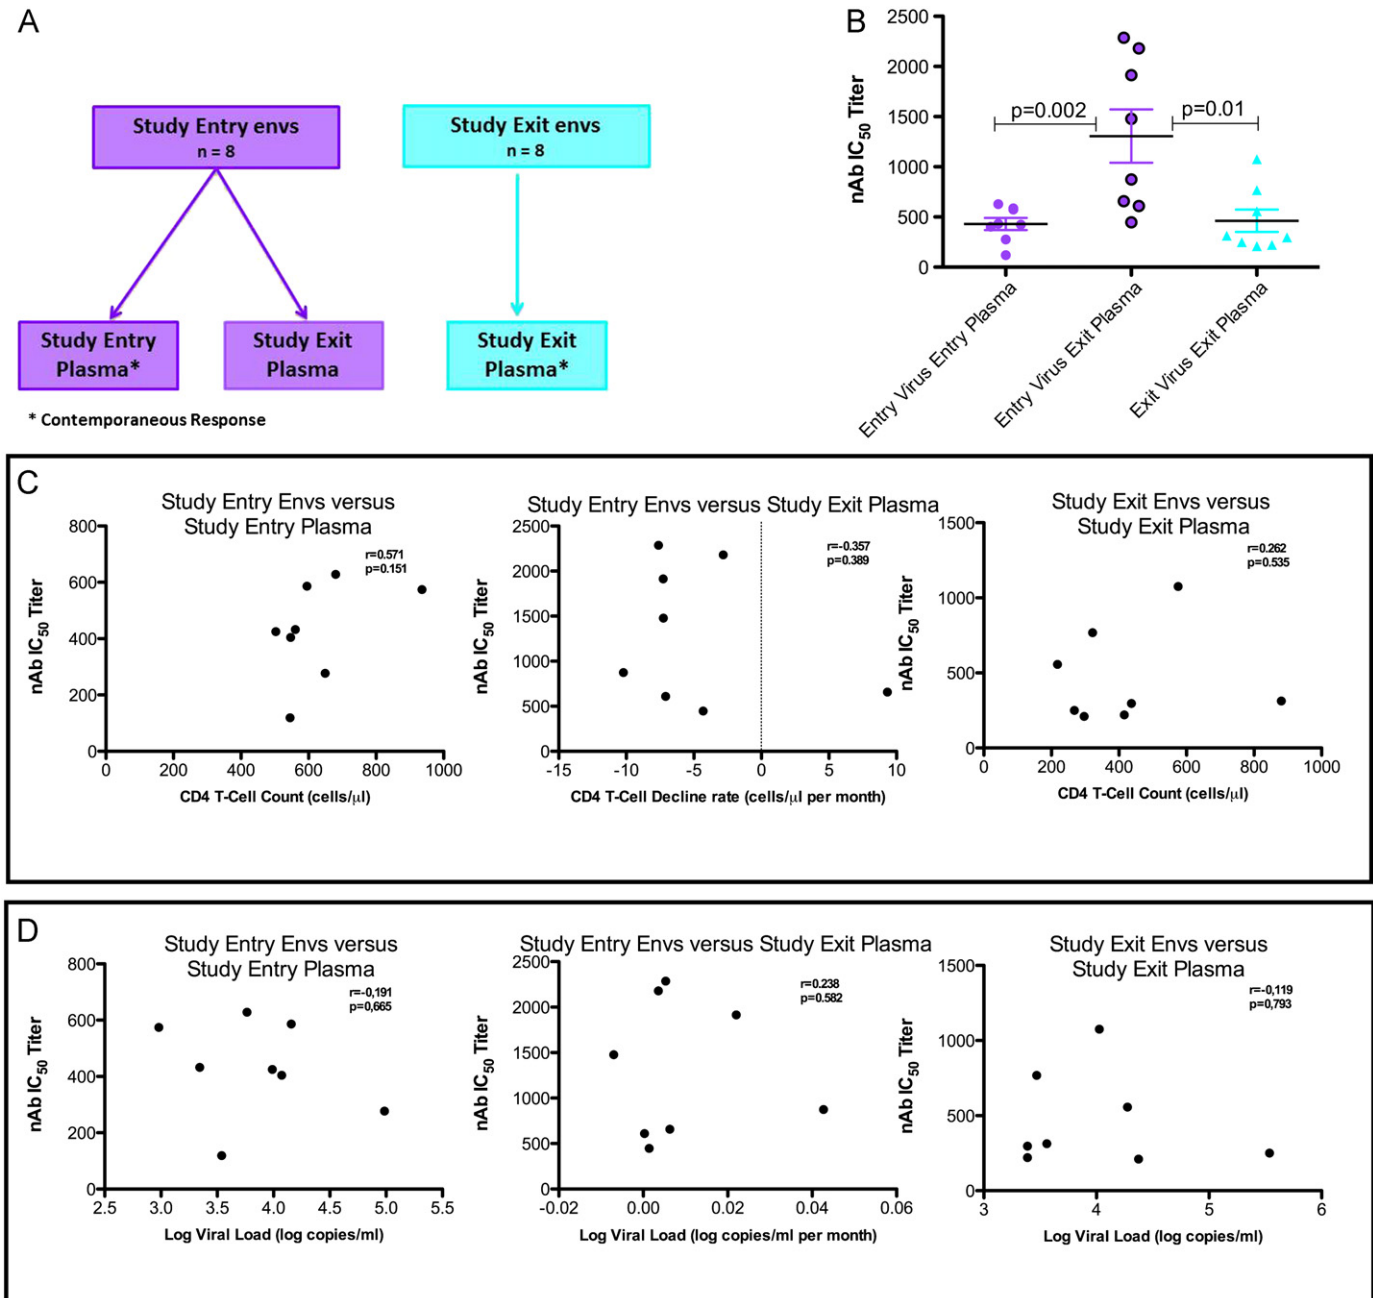 A
Study Entry envs
n = 8
Study Exit envs
n = 8
Study Entry
Plasma*
Study Exit
Plasma
Study Exit
Plasma*
* Contemporaneous Response
B
nAb IC50 Titer
2500
2000
1500
1000
500
0
p=0.002
p=0.01
Entry Virus Entry Plasma
Entry Virus Exit Plasma
Exit Virus Exit Plasma
C
Study Entry Envs versus
Study Entry Plasma
r=0.571
p=0.151
nAb IC50 Titer
800
600
400
200
0
0 200 400 600 800 1000
CD4 T-Cell Count (cells/μl)
Study Entry Envs versus Study Exit Plasma
r=-0.357
p=0.389
nAb IC50 Titer
2500
2000
1500
1000
500
0
-15 -10 -5 0 5 10
CD4 T-Cell Decline rate (cells/μl per month)
Study Exit Envs versus
Study Exit Plasma
r=0.262
p=0.535
nAb IC50 Titer
1500
1000
500
0
0 200 400 600 800 1000
CD4 T-Cell Count (cells/μl)
D
Study Entry Envs versus
Study Entry Plasma
r=-0,191
p=0,665
nAb IC50 Titer
800
600
400
200
0
2.5 3.0 3.5 4.0 4.5 5.0 5.5
Log Viral Load (log copies/ml)
Study Entry Envs versus Study Exit Plasma
r=0.238
p=0.582
nAb IC50 Titer
2500
2000
1500
1000
500
0
-0.02 0.00 0.02 0.04 0.06
Log Viral Load (log copies/ml per month)
Study Exit Envs versus
Study Exit Plasma
r=-0,119
p=0,793
nAb IC50 Titer
1500
1000
500
0
3 4 5 6
Log Viral Load (log copies/ml)